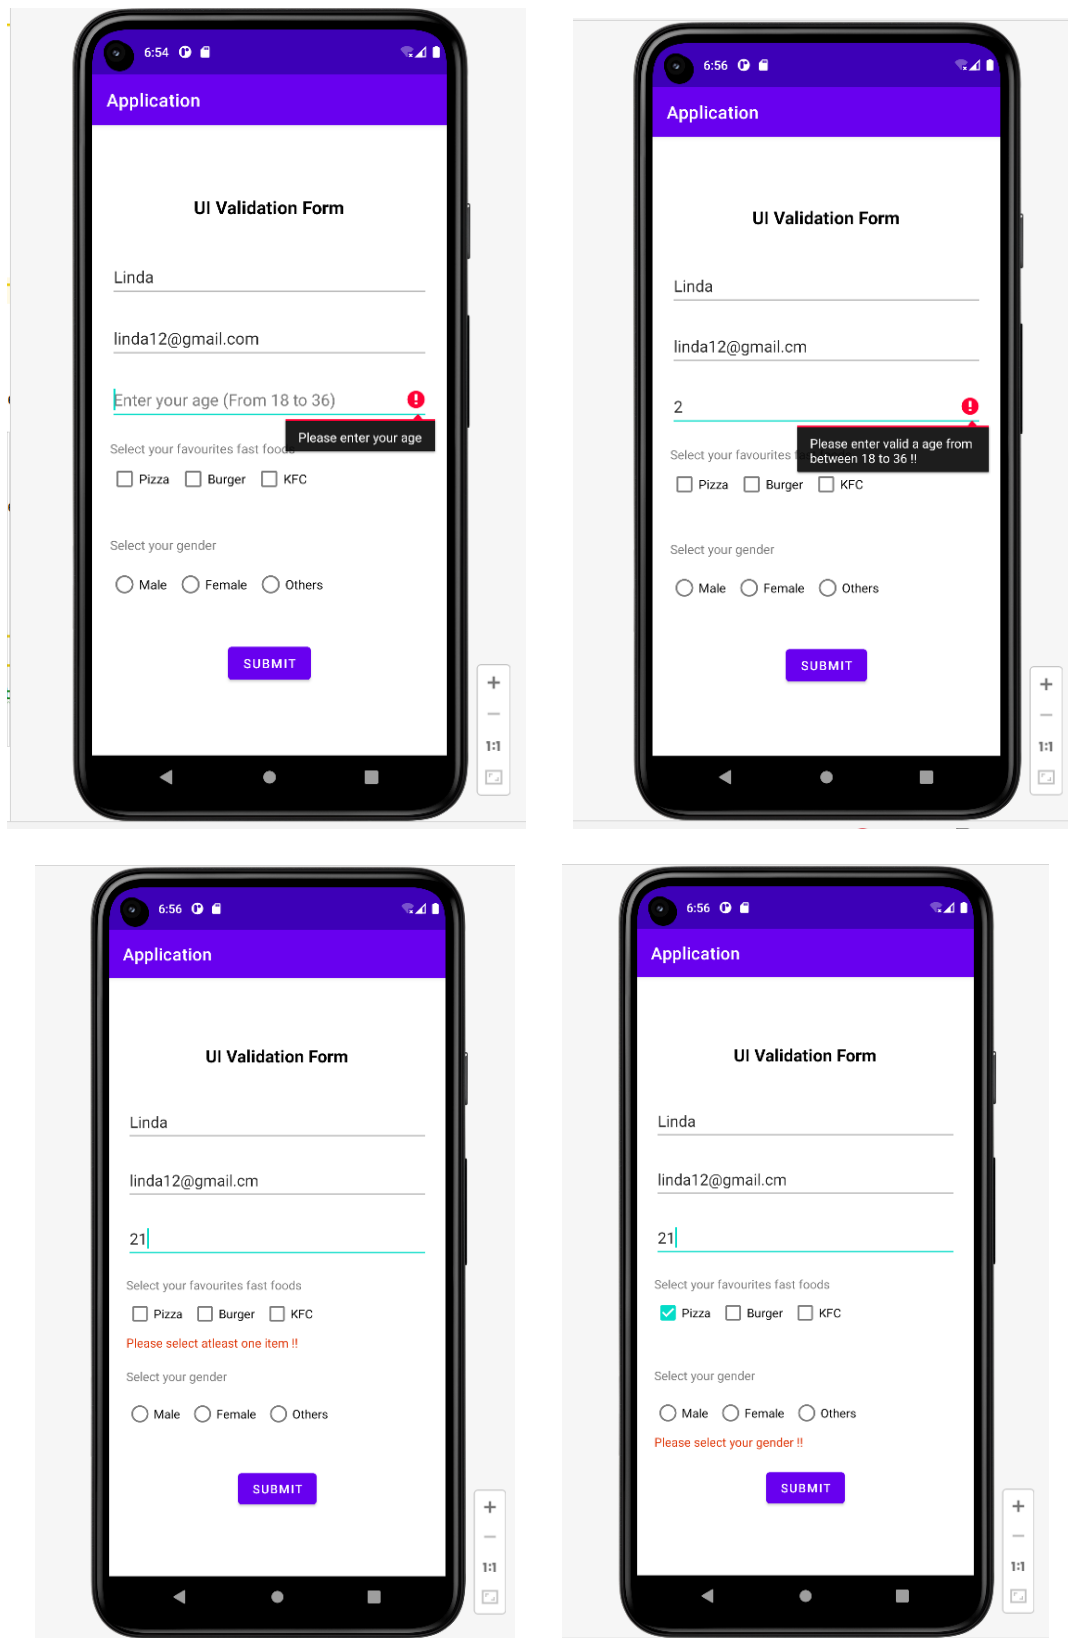 6:54
Application
UI Validation Form
Linda
linda12@gmail.com
Enter your age (From 18 to 36)
Please enter your age
Select your favourites fast foods
Pizza Burger KFC
Select your gender
Male Female Others
SUBMIT
+
−
1:1
6:56
Application
UI Validation Form
Linda
linda12@gmail.cm
2
Please enter valid a age from
between 18 to 36 !!
Select your favourites
Pizza Burger KFC
Select your gender
Male Female Others
SUBMIT
+
−
1:1
6:56
Application
UI Validation Form
Linda
linda12@gmail.cm
21
Select your favourites fast foods
Pizza Burger KFC
Please select atleast one item !!
Select your gender
Male Female Others
SUBMIT
+
−
1:1
6:56
Application
UI Validation Form
Linda
linda12@gmail.cm
21
Select your favourites fast foods
Pizza Burger KFC
Select your gender
Male Female Others
Please select your gender !!
SUBMIT
+
−
1:1